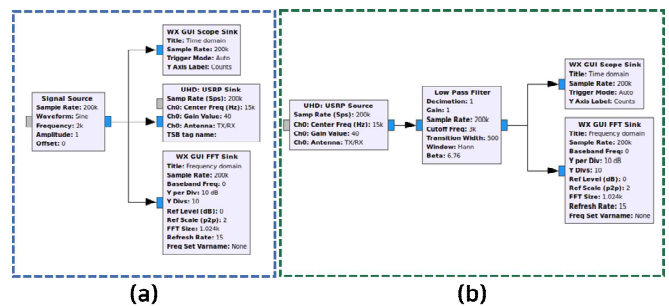 WX GUI Scope Sink
Title: Time domain
Sample Rate: 200k
Trigger Mode: Auto
Y Axis Label: Counts
Signal Source
Sample Rate: 200k
Waveform: Sine
Frequency: 2k
Amplitude: 1
Offset: 0
UHD: USRP Sink
Samp Rate (Sps): 200k
Ch0: Center Freq (Hz): 15k
Ch0: Gain Value: 40
Ch0: Antenna: TX/RX
TSB tag name:
WX GUI FFT Sink
Title: Frequency domain
Sample Rate: 200k
Baseband Freq: 0
Y per Div: 10 dB
Y Divs: 10
Ref Level (dB): 0
Ref Scale (p2p): 2
FFT Size: 1.024k
Refresh Rate: 15
Freq Set Varname: None
(a)
UHD: USRP Source
Samp Rate (Sps): 200k
Ch0: Center Freq (Hz): 15k
Ch0: Gain Value: 40
Ch0: Antenna: TX/RX
Low Pass Filter
Decimation: 1
Gain: 1
Sample Rate: 200k
Cutoff Freq: 3k
Transition Width: 500
Window: Hann
Beta: 6.76
WX GUI Scope Sink
Title: Time domain
Sample Rate: 200k
Trigger Mode: Auto
Y Axis Label: Counts
WX GUI FFT Sink
Title: Frequency domain
Sample Rate: 200k
Baseband Freq: 0
Y per Div: 10 dB
Y Divs: 10
Ref Level (dB): 0
Ref Scale (p2p): 2
FFT Size: 1.024k
Refresh Rate: 15
Freq Set Varname: None
(b)